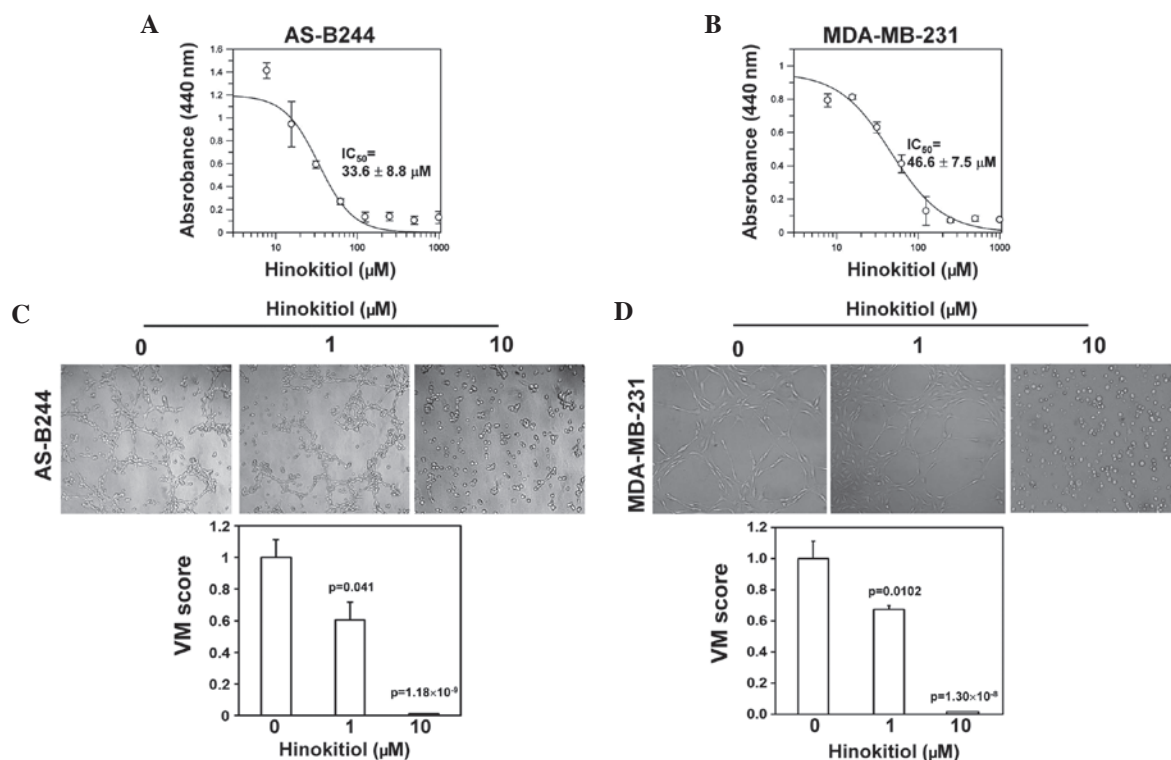 A
AS-B244
Absrobance (440 nm)
1.6
1.4
1.2
1
0.8
0.6
0.4
0.2
0
IC50=
33.6 ± 8.8 µM
10
100
1000
Hinokitiol (µM)
B
MDA-MB-231
Absrobance (440 nm)
1
0.8
0.6
0.4
0.2
0
IC50=
46.6 ± 7.5 µM
10
100
1000
Hinokitiol (µM)
C
Hinokitiol (µM)
0 1 10
AS-B244
VM score
1.2
1
0.8
0.6
0.4
0.2
0
p=0.041
p=1.18×10-9
0 1 10
Hinokitiol (µM)
D
Hinokitiol (µM)
0 1 10
MDA-MB-231
VM score
1.2
1
0.8
0.6
0.4
0.2
0.0
p=0.0102
p=1.30×10-8
0 1 10
Hinokitiol (µM)